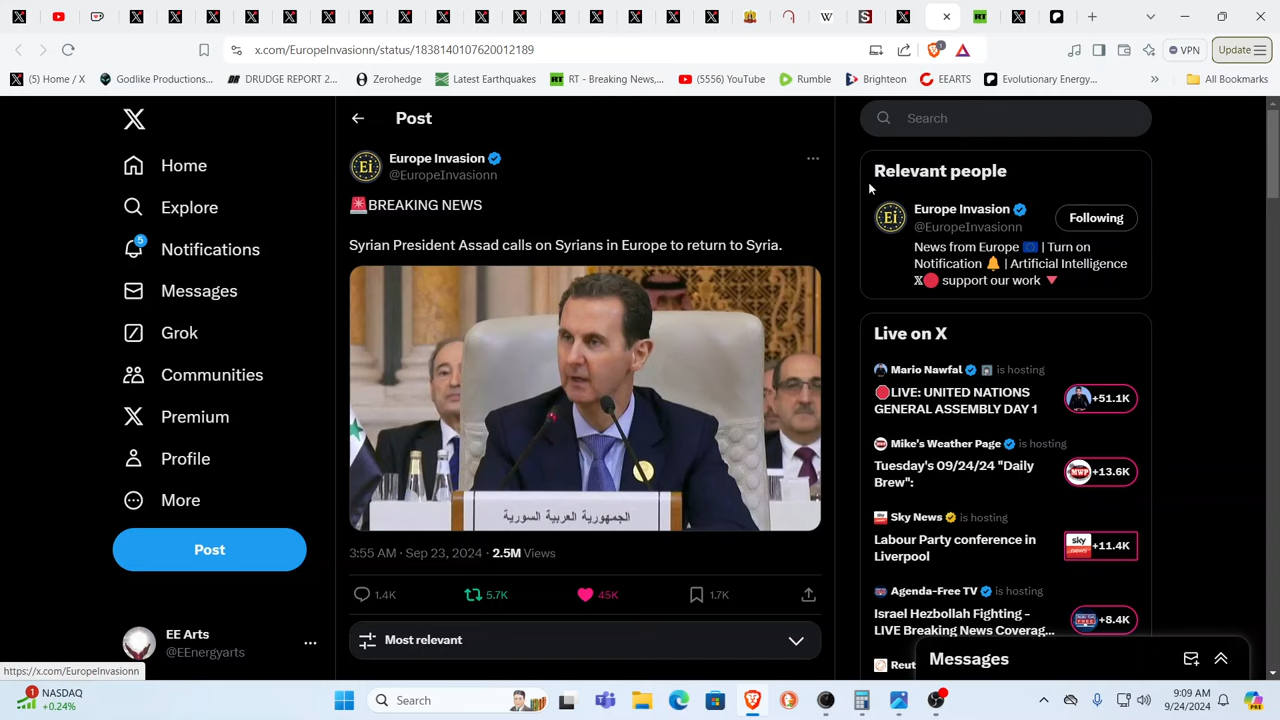 x.com/EuropeInvasionn/status/1838140107620012189
1
VPN
Update
(5) Home / X
Godlike Productions...
DRUDGE REPORT 2...
Zerohedge
Latest Earthquakes
RT - Breaking News,...
(5555) YouTube
Rumble
Brighteon
EEARTS
Evolutionary Energy...
All Bookmarks
Home
Explore
5
Notifications
Messages
Grok
Communities
Premium
Profile
More
Post
EE Arts
@EEnergyarts
Post
Europe Invasion
@EuropeInvasionn
🚨BREAKING NEWS
Syrian President Assad calls on Syrians in Europe to return to Syria.
الجمهورية العربية السورية
3:55 AM · Sep 23, 2024 · 2.5M Views
1.4K
5.7K
45K
1.7K
Most relevant
Search
Relevant people
Europe Invasion
@EuropeInvasionn
Following
News from Europe 🇪🇺 | Turn on
Notification 🔔 | Artificial Intelligence
𝕏🔴 support our work 🔻
Live on X
Mario Nawfal is hosting
🛑LIVE: UNITED NATIONS
GENERAL ASSEMBLY DAY 1
+51.1K
Mike's Weather Page is hosting
Tuesday's 09/24/24 "Daily
Brew":
+13.6K
Sky News is hosting
Labour Party conference in
Liverpool
+11.4K
Agenda-Free TV is hosting
Israel Hezbollah Fighting -
LIVE Breaking News Coverag...
+8.4K
Reut
Messages
https://x.com/EuropeInvasionn
1
NASDAQ
+0.24%
Search
9:09 AM
9/24/2024